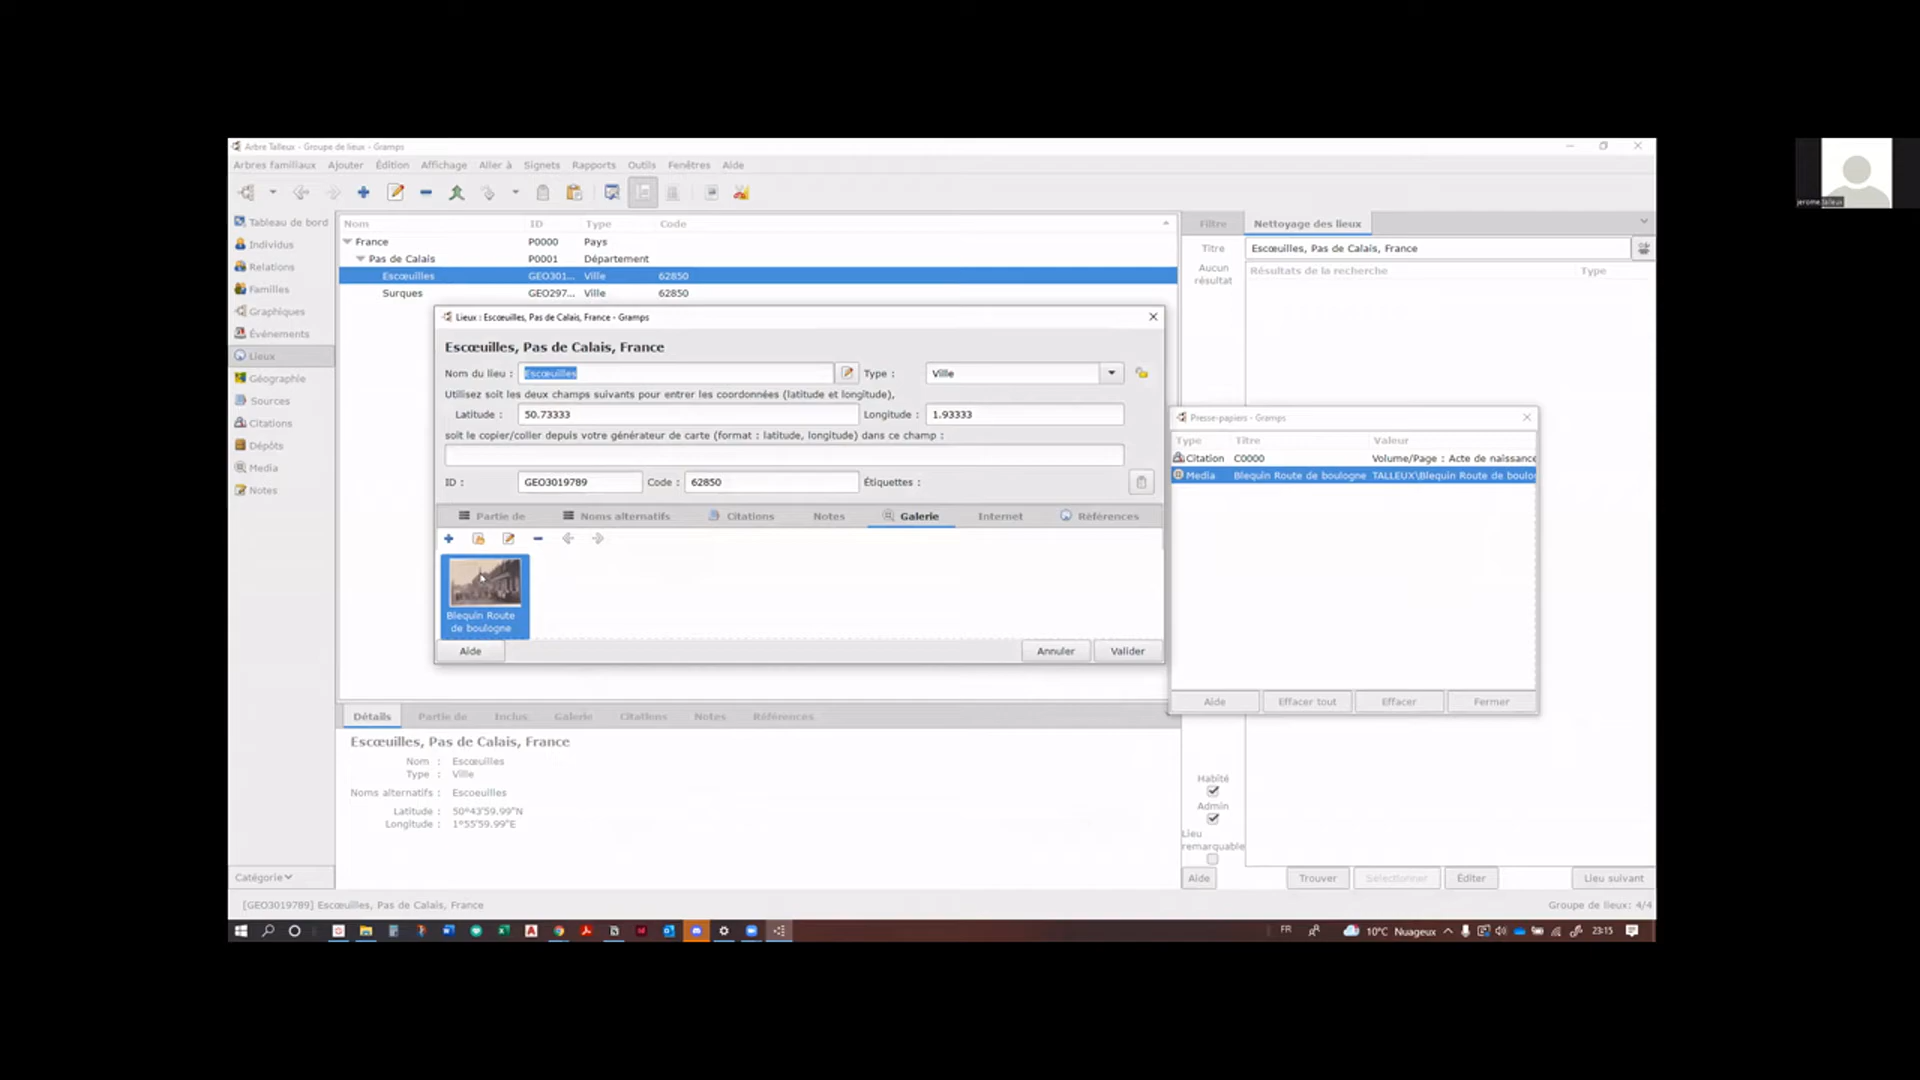 Arbre Talleux - Groupe de lieux - Gramps
Arbres familiaux Ajouter Édition Affichage Aller à Signets Rapports Outils Fenêtres Aide
Tableau de bord
Individus
Relations
Familles
Graphiques
Événements
Lieux
Géographie
Sources
Citations
Dépôts
Media
Notes
Catégorie
Nom ID Type Code
France P0000 Pays
Pas de Calais P0001 Département
Escœuilles GEO301... Ville 62850
Surques GEO297... Ville 62850
Filtre Nettoyage des lieux
Titre Escœuilles, Pas de Calais, France
Aucun résultat
Résultats de la recherche Type
Lieux : Escœuilles, Pas de Calais, France - Gramps
Escœuilles, Pas de Calais, France
Nom du lieu : Escœuilles Type : Ville
Utilisez soit les deux champs suivants pour entrer les coordonnées (latitude et longitude),
Latitude : 50.73333 Longitude : 1.93333
soit le copier/coller depuis votre générateur de carte (format : latitude, longitude) dans ce champ :
ID : GEO3019789 Code : 62850 Étiquettes :
Partie de Noms alternatifs Citations Notes Galerie Internet Références
Blequin Route
de boulogne
Aide Annuler Valider
Presse-papiers - Gramps
Type Titre Valeur
Citation C0000 Volume/Page : Acte de naissance
Media Blequin Route de boulogne TALLEUX\Blequin Route de boulo
Aide Effacer tout Effacer Fermer
Détails Partie de Inclus Galerie Citations Notes Références
Escœuilles, Pas de Calais, France
Nom : Escœuilles
Type : Ville
Noms alternatifs : Escoeuilles
Latitude : 50°43'59.99"N
Longitude : 1°55'59.99"E
Habité
Admin
Lieu
remarquable
Aide Trouver Sélectionner Éditer Lieu suivant
[GEO3019789] Escœuilles, Pas de Calais, France
Groupe de lieux: 4/4
FR 10°C Nuageux 23:15
jerome talleux